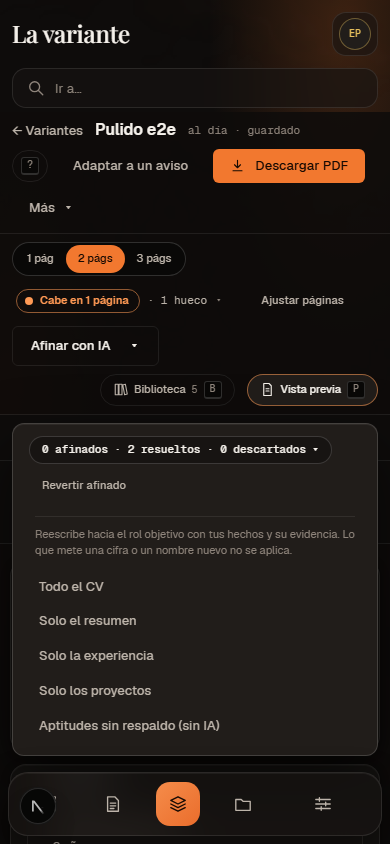 La variante
EP
Ir a...
← Variantes Pulido e2e al día · guardado
? Adaptar a un aviso Descargar PDF
Más
1 pág 2 págs 3 págs
Cabe en 1 página · 1 hueco · Ajustar páginas
Afinar con IA
Biblioteca 5 B Vista previa P
0 afinados · 2 resueltos · 0 descartados
Revertir afinado
Reescribe hacia el rol objetivo con tus hechos y su evidencia. Lo
que mete una cifra o un nombre nuevo no se aplica.
Todo el CV
Solo el resumen
Solo la experiencia
Solo los proyectos
Aptitudes sin respaldo (sin IA)